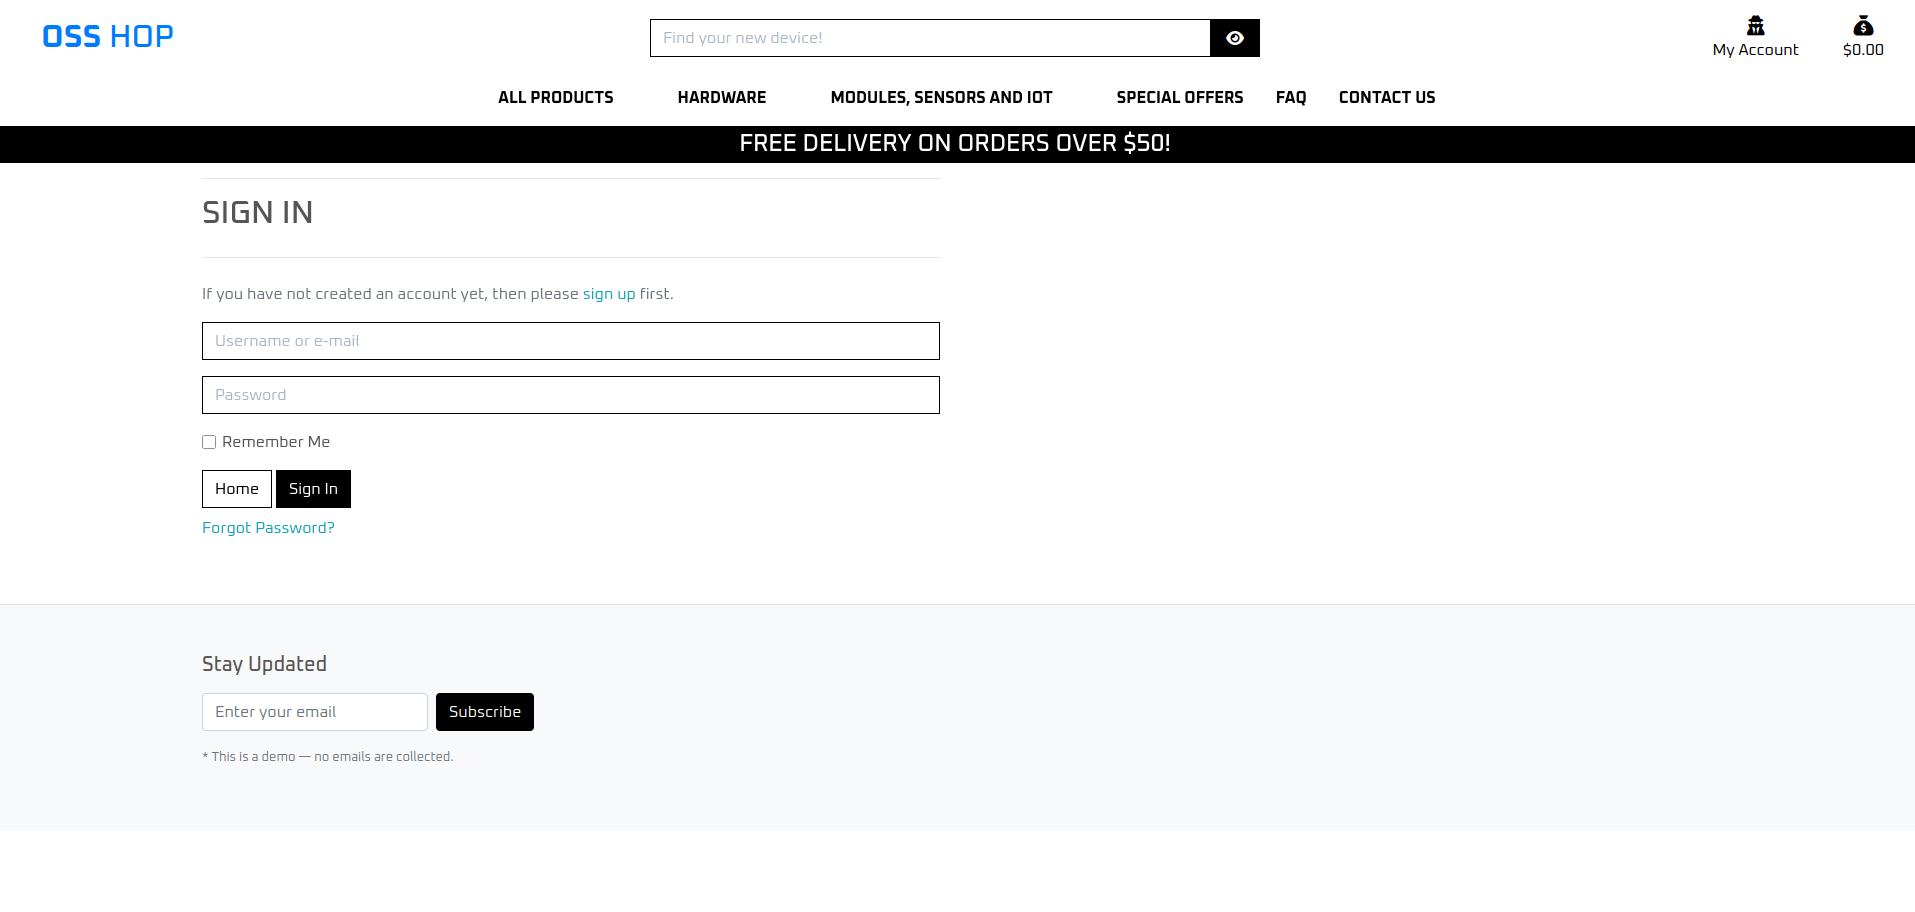 OSS HOP
Find your new device!
My Account
$0.00
ALL PRODUCTS HARDWARE MODULES, SENSORS AND IOT SPECIAL OFFERS FAQ CONTACT US
FREE DELIVERY ON ORDERS OVER $50!
SIGN IN
If you have not created an account yet, then please sign up first.
Username or e-mail
Password
Remember Me
Home Sign In
Forgot Password?
Stay Updated
Enter your email Subscribe
* This is a demo — no emails are collected.